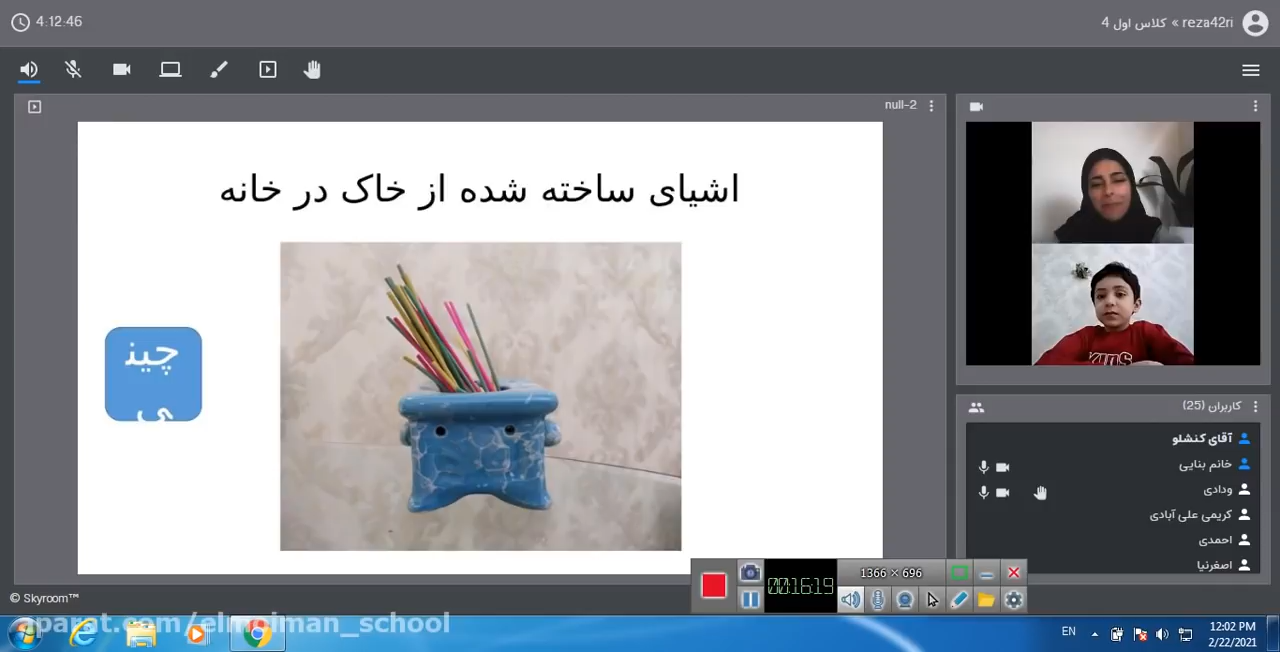 4:12:46
reza42ri » کلاس اول 4
null-2
اشیای ساخته شده از خاک در خانه
چین
ی
کاربران (25)
آقای کنشلو
خانم بنایی
ودادی
کریمی علی آبادی
احمدی
اصغرنیا
1366 × 696
00:16:19
© Skyroom™
aparat.com/elmoiman_school
EN
12:02 PM
2/22/2021